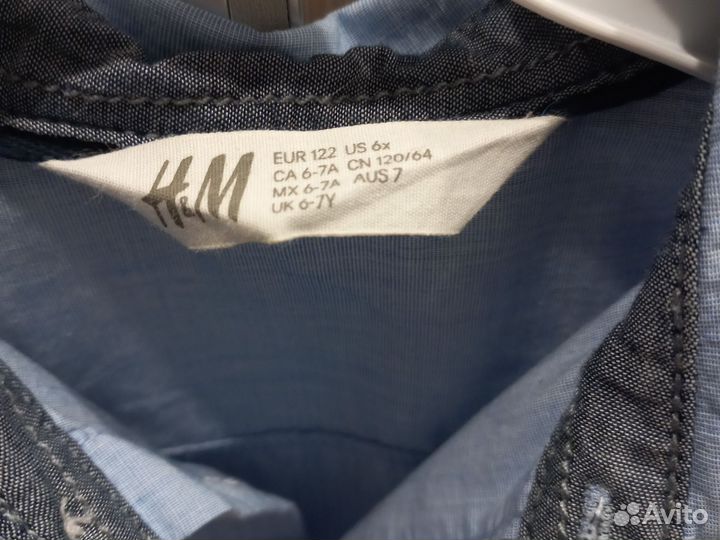 H&M
EUR 122 US 6x
CA 6-7A CN 120/64
MX 6-7A AUS 7
UK 6-7Y
Avito